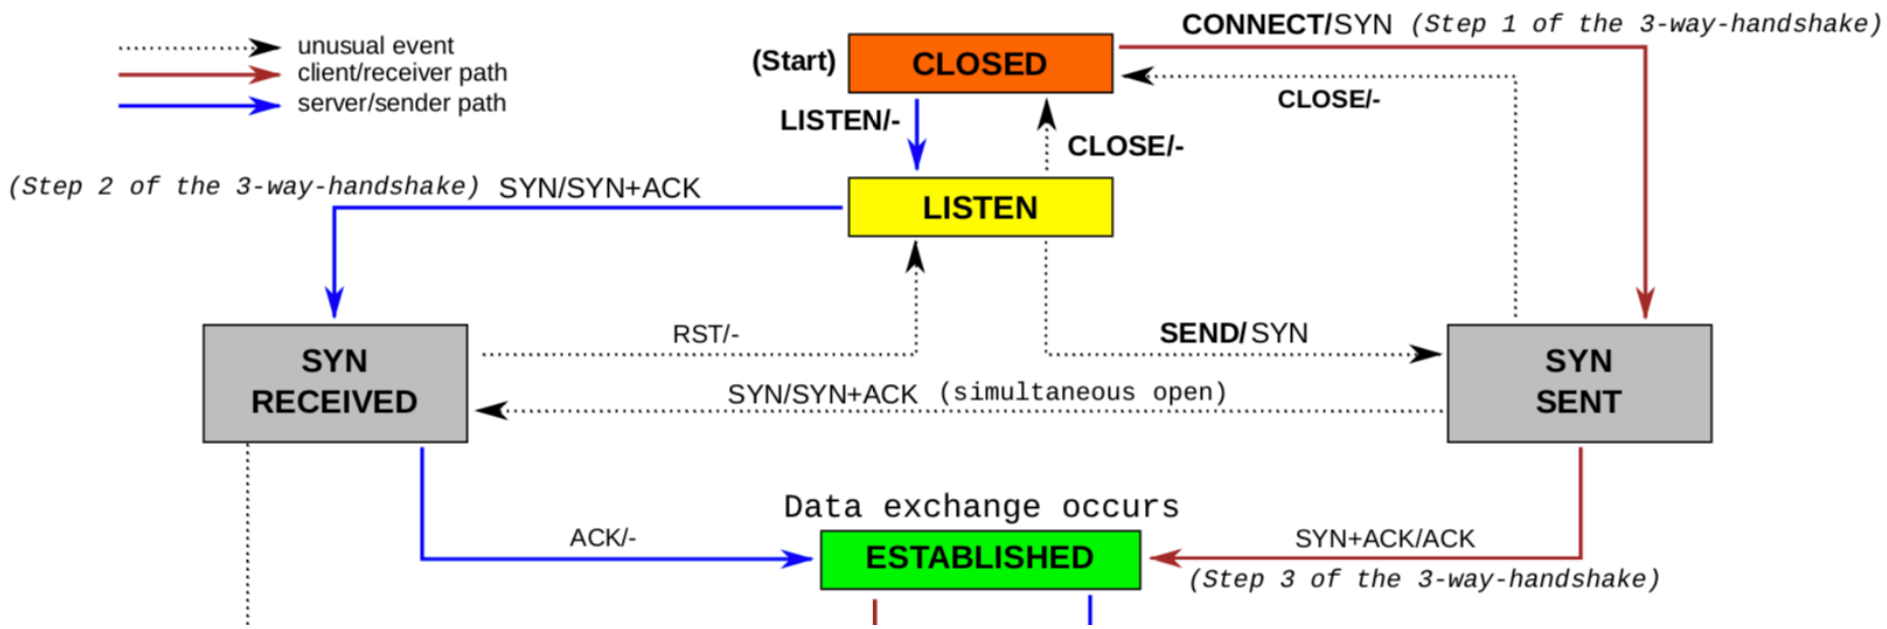 unusual event
client/receiver path
server/sender path
(Start)
CLOSED
CONNECT/SYN (Step 1 of the 3-way-handshake)
CLOSE/-
LISTEN/-
CLOSE/-
(Step 2 of the 3-way-handshake) SYN/SYN+ACK
LISTEN
RST/-
SEND/SYN
SYN
RECEIVED
SYN
SENT
SYN/SYN+ACK (simultaneous open)
Data exchange occurs
ACK/-
ESTABLISHED
SYN+ACK/ACK
(Step 3 of the 3-way-handshake)